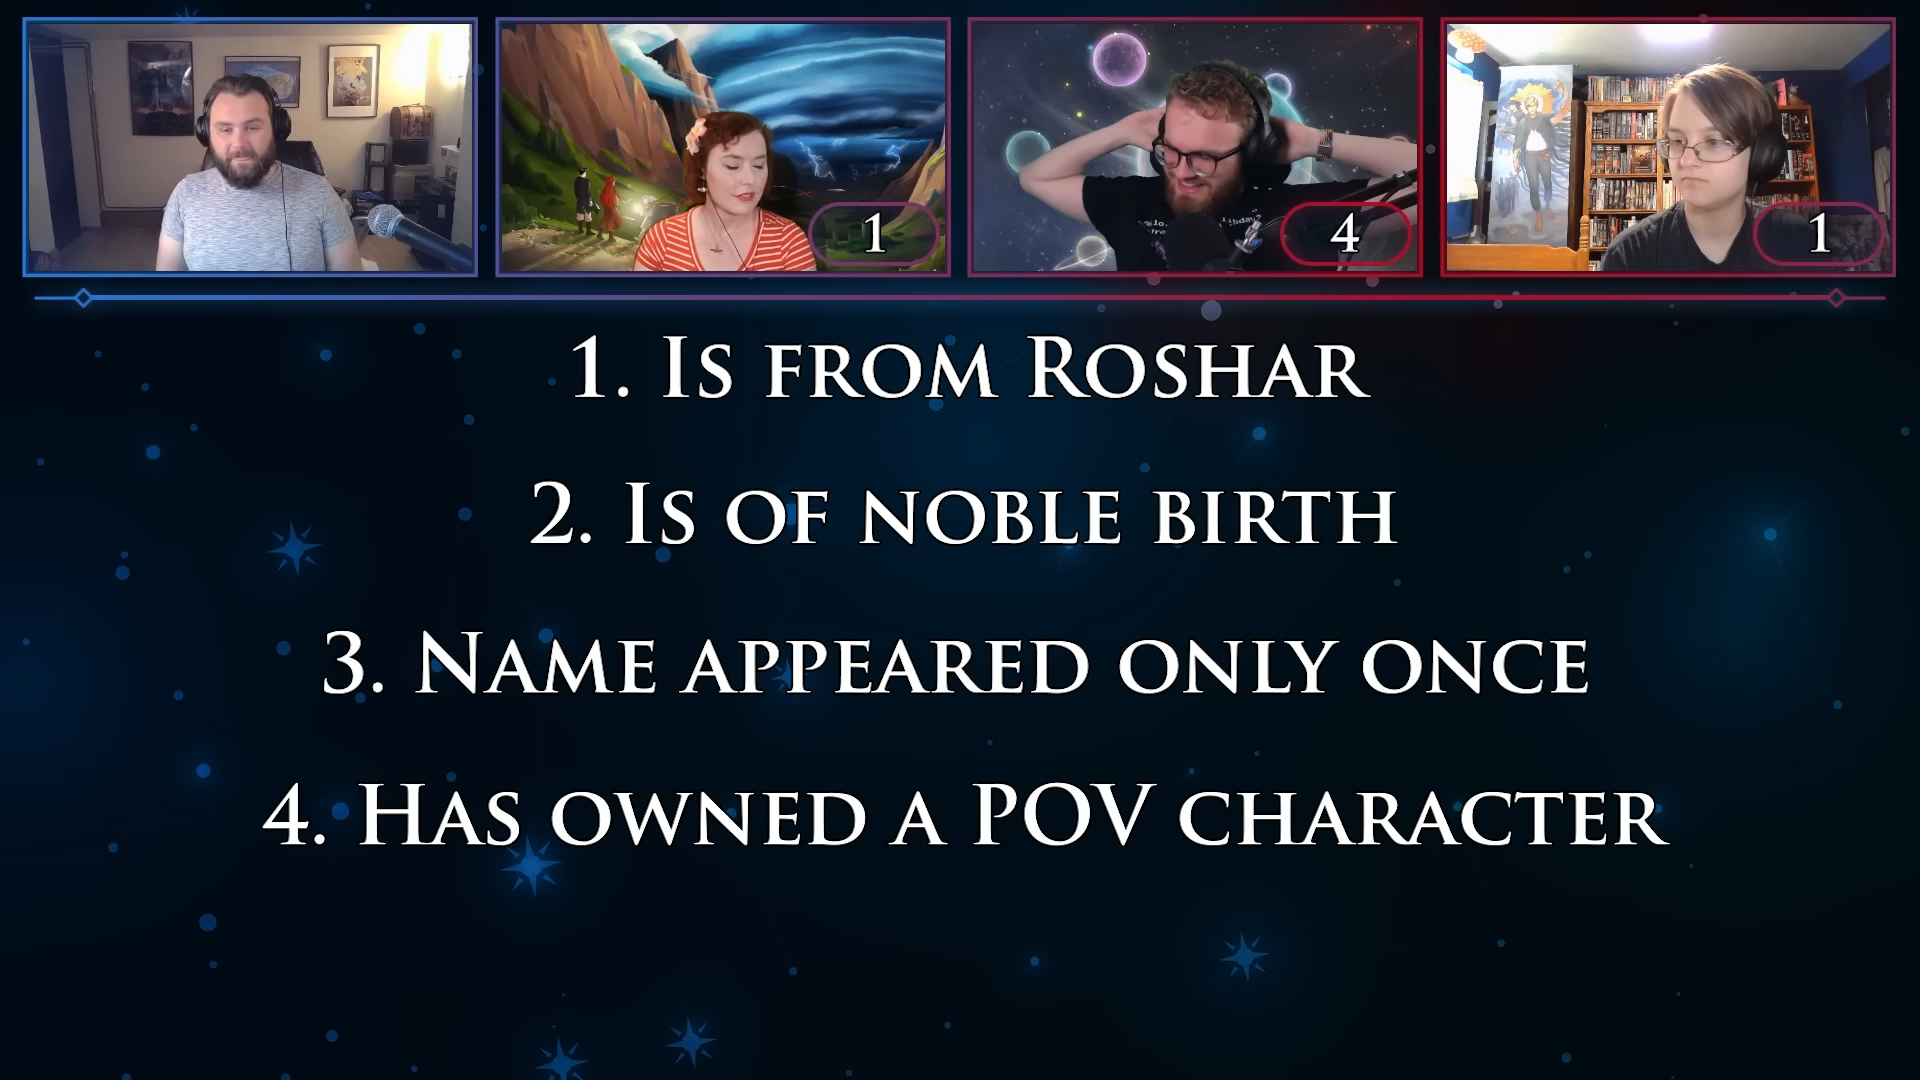 1
4
1
1. Is from Roshar
2. Is of noble birth
3. Name appeared only once
4. Has owned a POV character